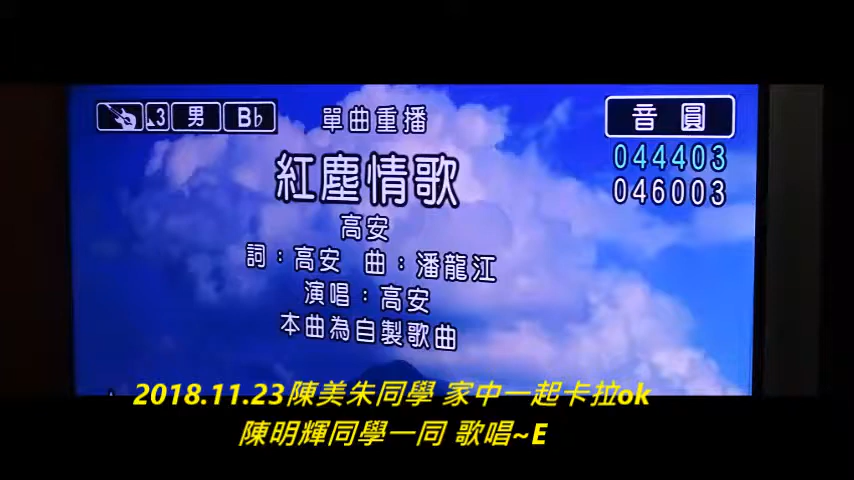 3 男 B♭
單曲重播
音圓
044403
046003
紅塵情歌
高安
詞：高安 曲：潘龍江
演唱：高安
本曲為自製歌曲
2018.11.23陳美朱同學 家中一起卡拉ok
陳明輝同學一同 歌唱~E